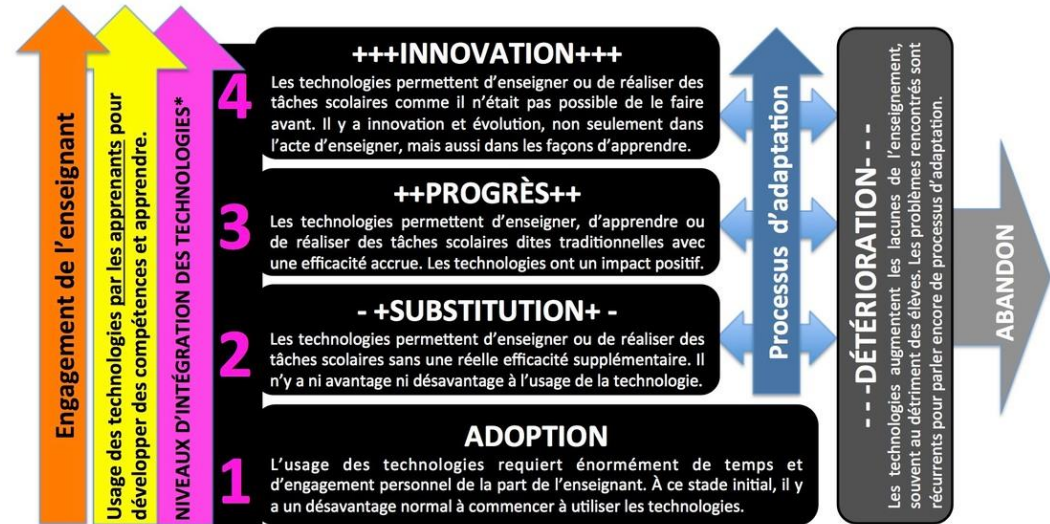 Engagement de l'enseignant
Usage des technologies par les apprenants pour
développer des compétences et apprendre.
NIVEAUX D'INTÉGRATION DES TECHNOLOGIES*
4
+++INNOVATION+++
Les technologies permettent d'enseigner ou de réaliser des
tâches scolaires comme il n'était pas possible de le faire
avant. Il y a innovation et évolution, non seulement dans
l'acte d'enseigner, mais aussi dans les façons d'apprendre.
3
++PROGRÈS++
Les technologies permettent d'enseigner, d'apprendre ou
de réaliser des tâches scolaires dites traditionnelles avec
une efficacité accrue. Les technologies ont un impact positif.
2
- +SUBSTITUTION+ -
Les technologies permettent d'enseigner ou de réaliser des
tâches scolaires sans une réelle efficacité supplémentaire. Il
n'y a ni avantage ni désavantage à l'usage de la technologie.
1
ADOPTION
L'usage des technologies requiert énormément de temps et
d'engagement personnel de la part de l'enseignant. À ce stade initial, il y
a un désavantage normal à commencer à utiliser les technologies.
Processus d'adaptation
- - -DÉTÉRIORATION- - -
Les technologies augmentent les lacunes de l'enseignement,
souvent au détriment des élèves. Les problèmes rencontrés sont
récurrents pour parler encore de processus d'adaptation.
ABANDON